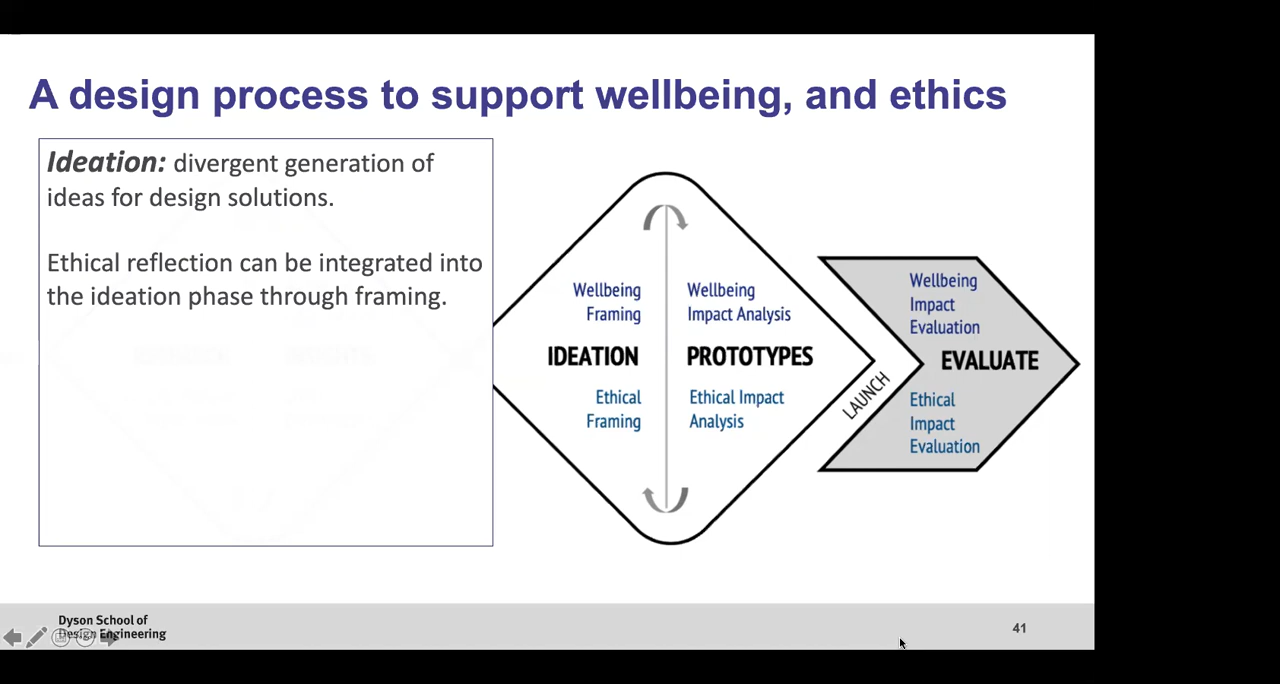 A design process to support wellbeing, and ethics
Ideation: divergent generation of
ideas for design solutions.
Ethical reflection can be integrated into
the ideation phase through framing.
Wellbeing
Framing
IDEATION
Ethical
Framing
Wellbeing
Impact Analysis
PROTOTYPES
Ethical Impact
Analysis
LAUNCH
Wellbeing
Impact
Evaluation
EVALUATE
Ethical
Impact
Evaluation
Dyson School of
Design Engineering
41